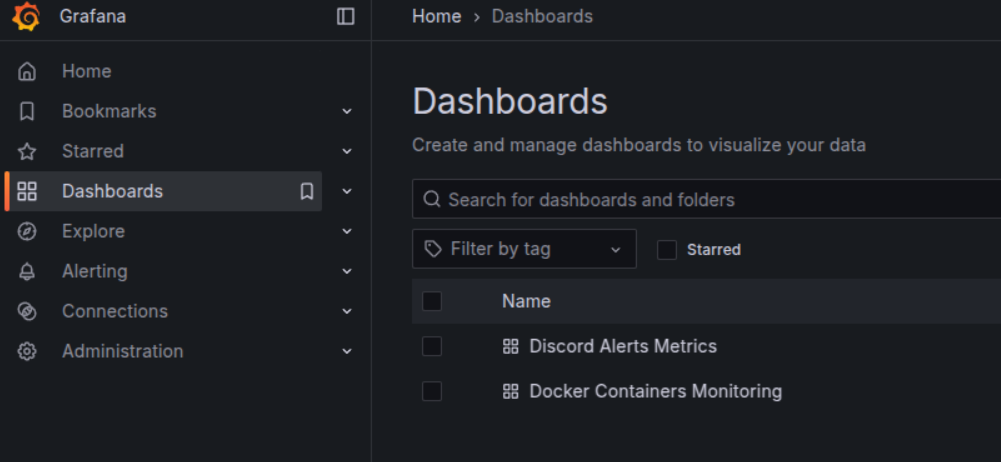 Grafana
Home
Bookmarks
Starred
Dashboards
Explore
Alerting
Connections
Administration
Home › Dashboards
Dashboards
Create and manage dashboards to visualize your data
Search for dashboards and folders
Filter by tag
Starred
Name
Discord Alerts Metrics
Docker Containers Monitoring